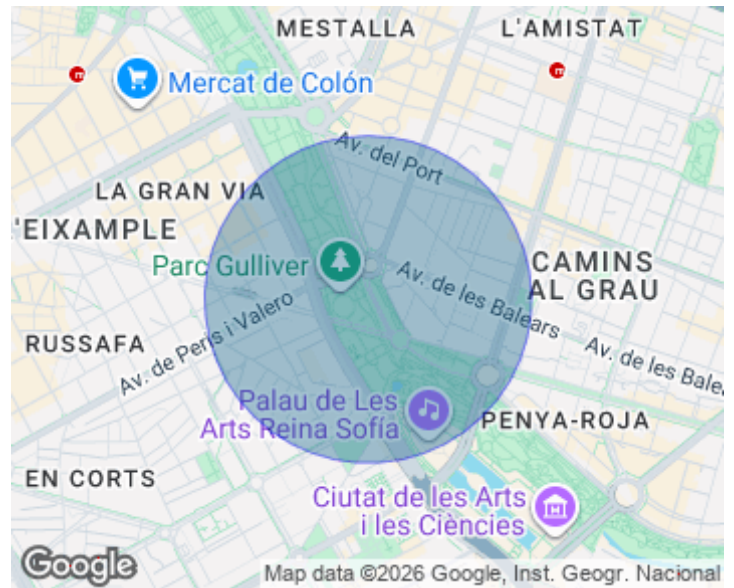 MESTALLA
L'AMISTAT
Mercat de Colón
Av. del Port
LA GRAN VIA
L'EIXAMPLE
Parc Gulliver
CAMINS
AL GRAU
Av. de les Balears
RUSSAFA
Av. de Peris i Valero
Av. de les Balea
Palau de Les
Arts Reina Sofía
PENYA-ROJA
EN CORTS
Ciutat de les Arts
i les Ciències
Google
Map data ©2026 Google, Inst. Geogr. Nacional